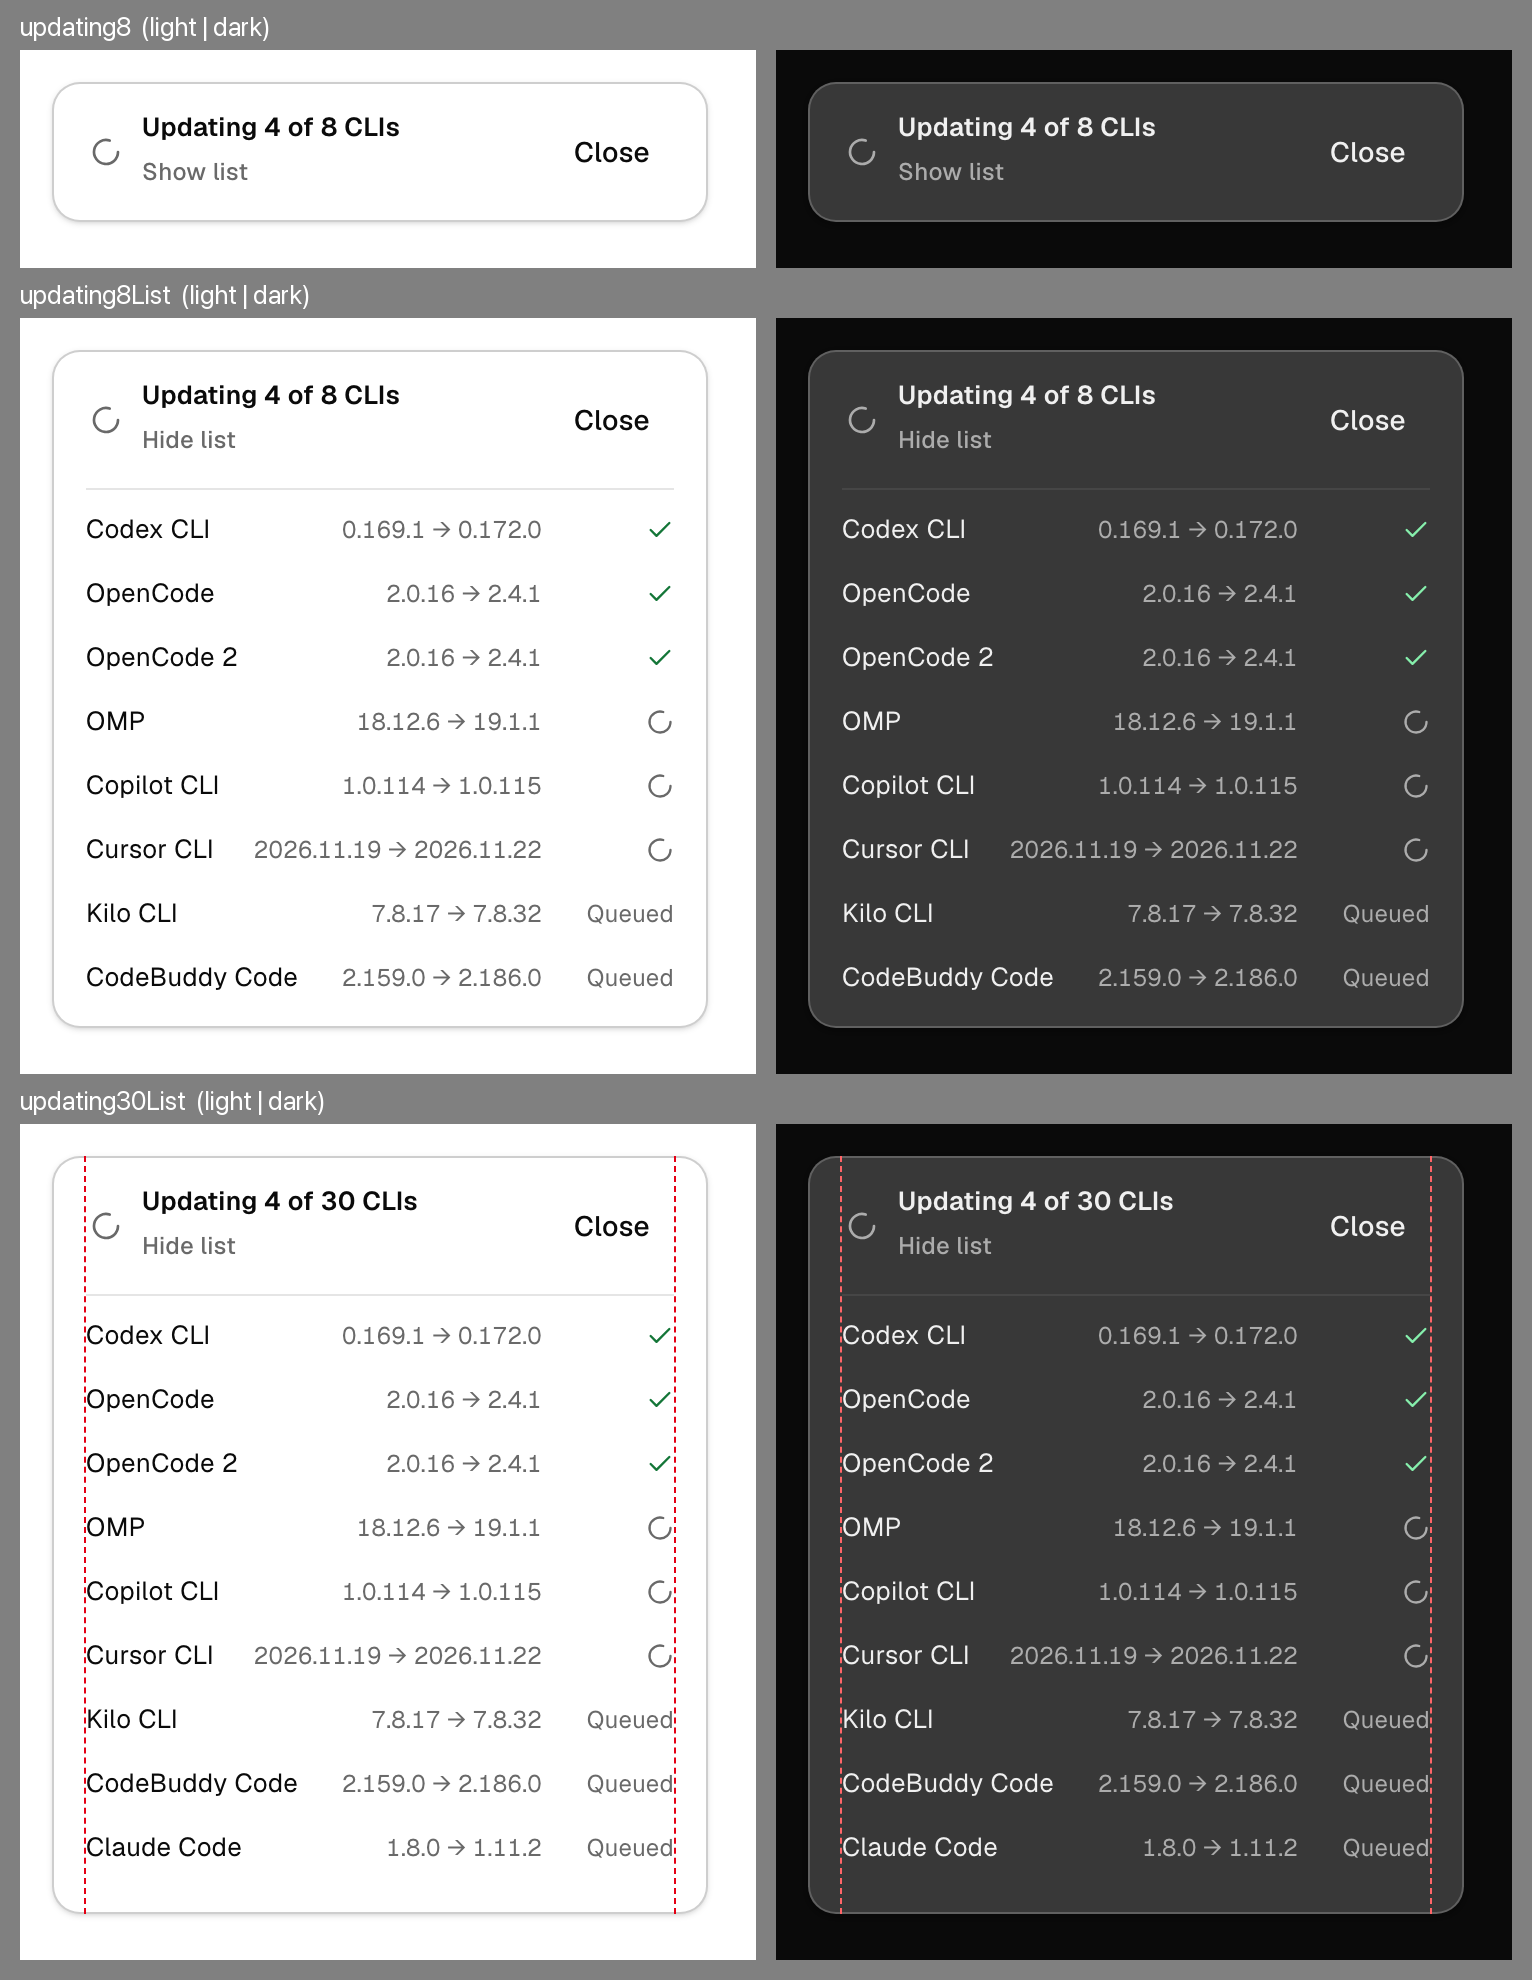 updating8 (light | dark)
Updating 4 of 8 CLIs
Show list
Close
Updating 4 of 8 CLIs
Show list
Close
updating8List (light | dark)
Updating 4 of 8 CLIs
Hide list
Close
Codex CLI 0.169.1 → 0.172.0
OpenCode 2.0.16 → 2.4.1
OpenCode 2 2.0.16 → 2.4.1
OMP 18.12.6 → 19.1.1
Copilot CLI 1.0.114 → 1.0.115
Cursor CLI 2026.11.19 → 2026.11.22
Kilo CLI 7.8.17 → 7.8.32 Queued
CodeBuddy Code 2.159.0 → 2.186.0 Queued
Updating 4 of 8 CLIs
Hide list
Close
Codex CLI 0.169.1 → 0.172.0
OpenCode 2.0.16 → 2.4.1
OpenCode 2 2.0.16 → 2.4.1
OMP 18.12.6 → 19.1.1
Copilot CLI 1.0.114 → 1.0.115
Cursor CLI 2026.11.19 → 2026.11.22
Kilo CLI 7.8.17 → 7.8.32 Queued
CodeBuddy Code 2.159.0 → 2.186.0 Queued
updating30List (light | dark)
Updating 4 of 30 CLIs
Hide list
Close
Codex CLI 0.169.1 → 0.172.0
OpenCode 2.0.16 → 2.4.1
OpenCode 2 2.0.16 → 2.4.1
OMP 18.12.6 → 19.1.1
Copilot CLI 1.0.114 → 1.0.115
Cursor CLI 2026.11.19 → 2026.11.22
Kilo CLI 7.8.17 → 7.8.32 Queued
CodeBuddy Code 2.159.0 → 2.186.0 Queued
Claude Code 1.8.0 → 1.11.2 Queued
Updating 4 of 30 CLIs
Hide list
Close
Codex CLI 0.169.1 → 0.172.0
OpenCode 2.0.16 → 2.4.1
OpenCode 2 2.0.16 → 2.4.1
OMP 18.12.6 → 19.1.1
Copilot CLI 1.0.114 → 1.0.115
Cursor CLI 2026.11.19 → 2026.11.22
Kilo CLI 7.8.17 → 7.8.32 Queued
CodeBuddy Code 2.159.0 → 2.186.0 Queued
Claude Code 1.8.0 → 1.11.2 Queued